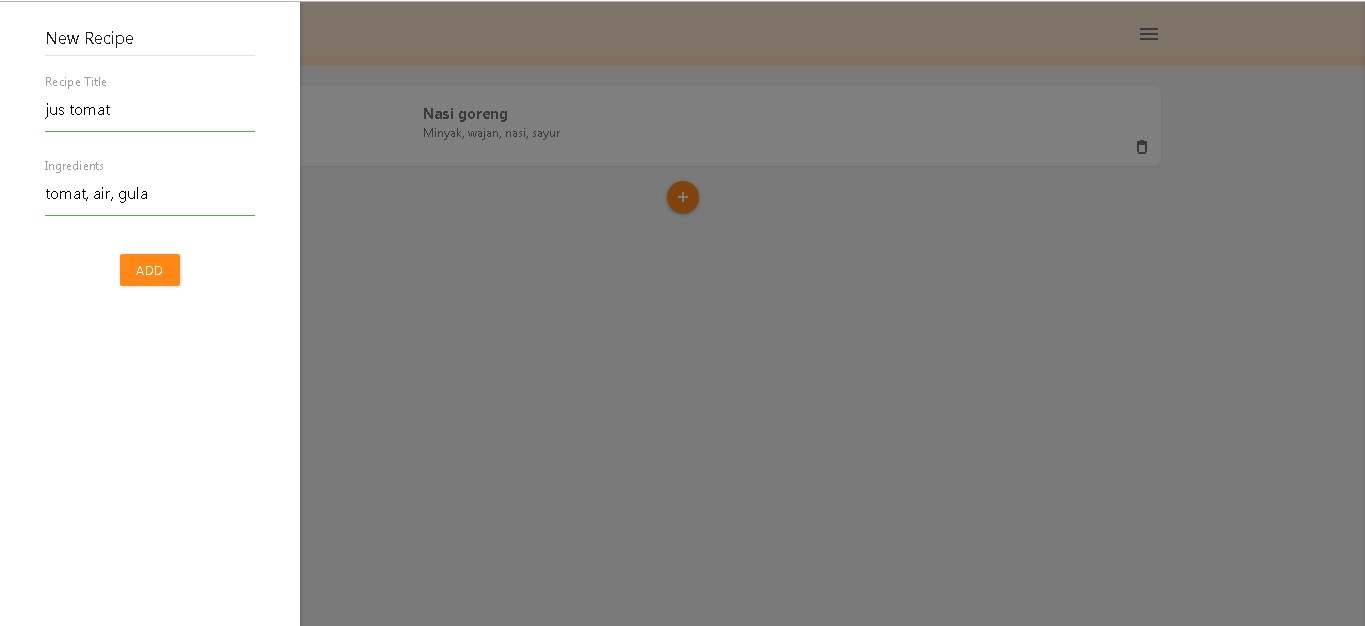 New Recipe
Recipe Title
jus tomat
Ingredients
tomat, air, gula
ADD
Nasi goreng
Minyak, wajan, nasi, sayur